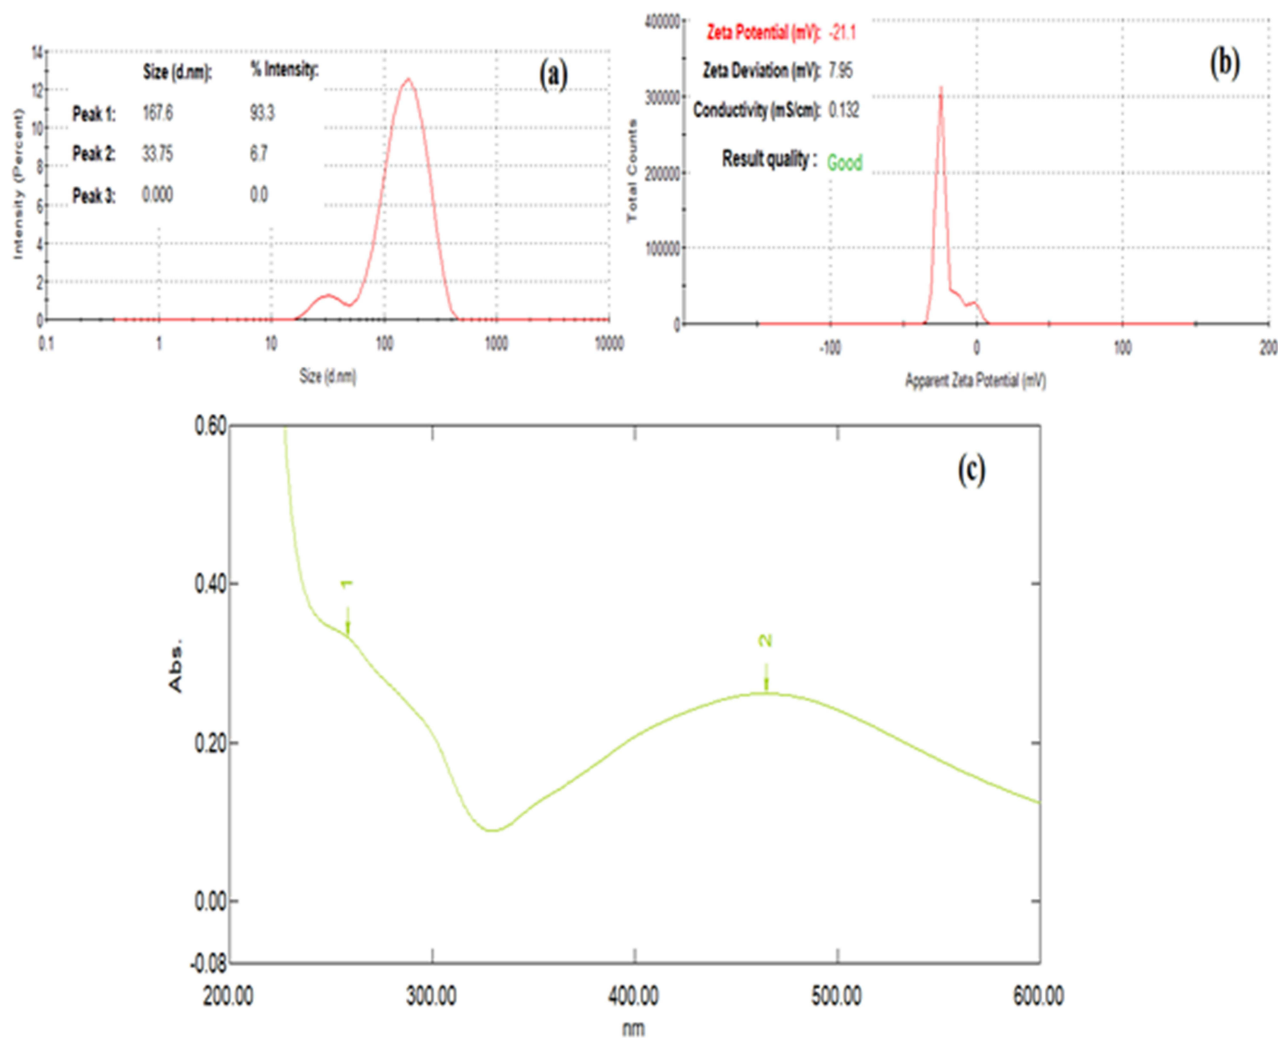 (a)
Size (d.nm): % Intensity:
Peak 1: 167.6 93.3
Peak 2: 33.75 6.7
Peak 3: 0.000 0.0
Intensity (Percent)
14
12
10
8
6
4
2
0
0.1 1 10 100 1000 10000
Size (d.nm)
(b)
Zeta Potential (mV): -21.1
Zeta Deviation (mV): 7.95
Conductivity (mS/cm): 0.132
Result quality : Good
Total Counts
400000
300000
200000
100000
0
-100 0 100 200
Apparent Zeta Potential (mV)
(c)
Abs.
0.60
0.40
0.20
0.00
-0.08
1
2
200.00 300.00 400.00 500.00 600.00
nm